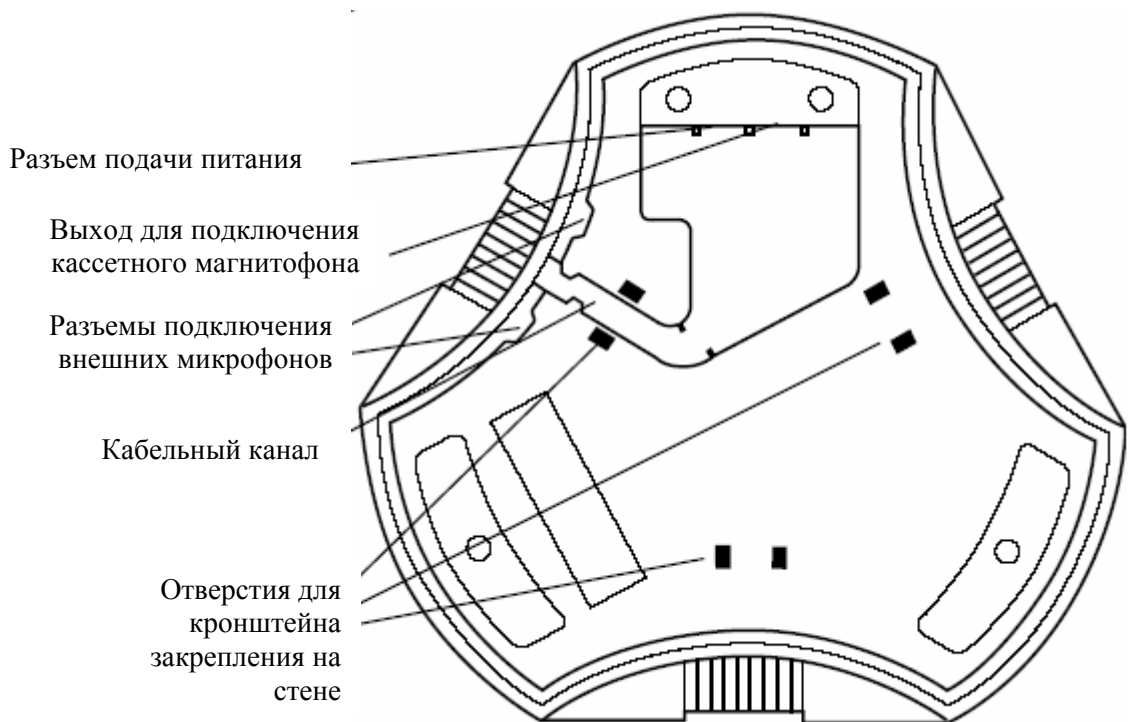 Разъем подачи питания
Выход для подключения
кассетного магнитофона
Разъемы подключения
внешних микрофонов
Кабельный канал
Отверстия для
кронштейна
закрепления на
стене